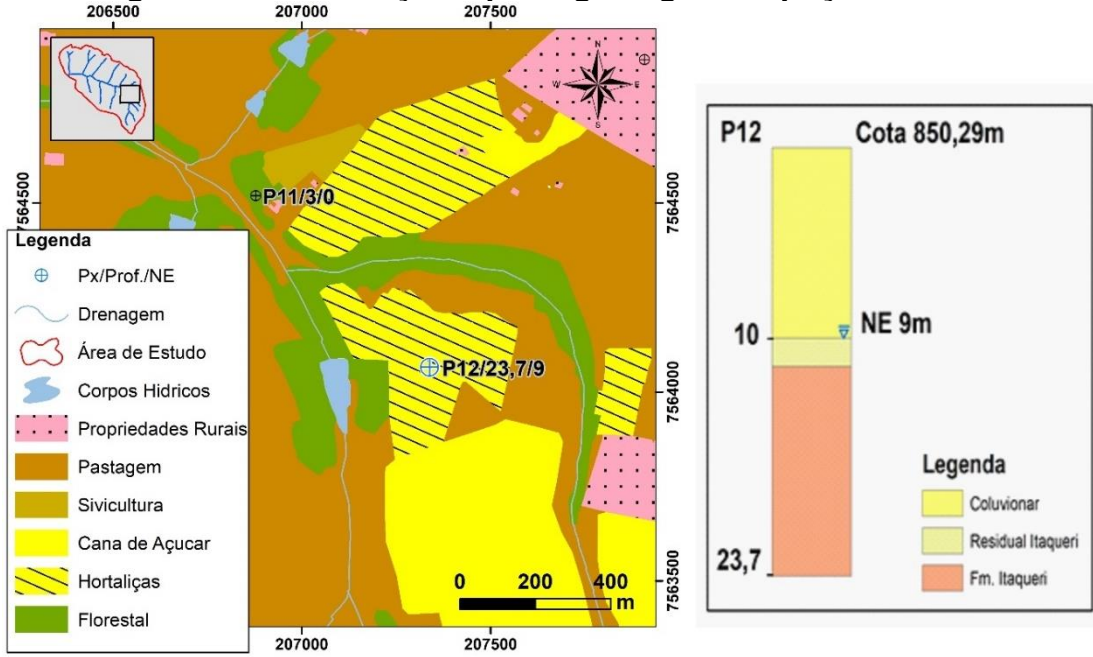 206500 207000 207500
N
W E
S
7564500
7564500
P11/3/0
P12/23,7/9
7564000
7563500
Legenda
Px/Prof./NE
Drenagem
Área de Estudo
Corpos Hidricos
Propriedades Rurais
Pastagem
Sivicultura
Cana de Açucar
Hortaliças
Florestal
0 200 400
m
207000 207500
P12 Cota 850,29m
NE 9m
10
23,7
Legenda
Coluvionar
Residual Itaqueri
Fm. Itaqueri